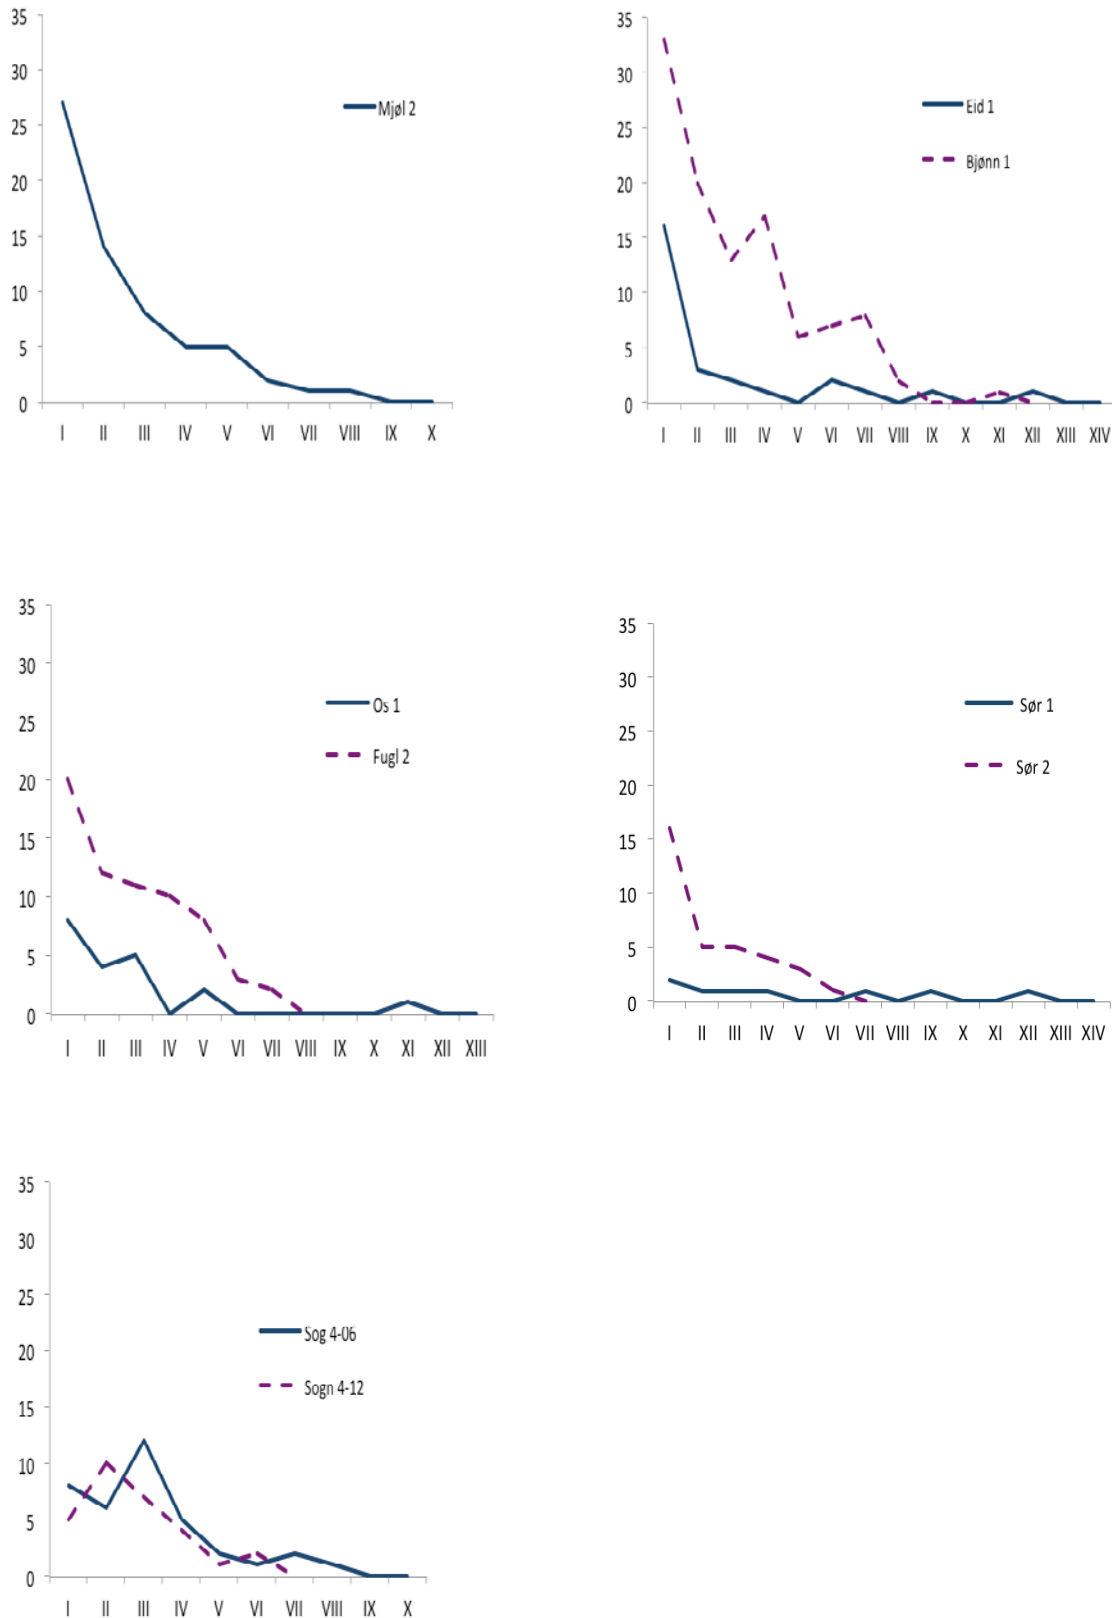 35
30
25
20
15
10
5
0
Mjøl 2
I II III IV V VI VII VIII IX X
35
30
25
20
15
10
5
0
Eid 1
Bjønn 1
I II III IV V VI VII VIII IX X XI XII XIII XIV
35
30
25
20
15
10
5
0
Os 1
Fugl 2
I II III IV V VI VII VIII IX X XI XII XIII
35
30
25
20
15
10
5
0
Sør 1
Sør 2
I II III IV V VI VII VIII IX X XI XII XIII XIV
35
30
25
20
15
10
5
0
Sog 4-06
Sogn 4-12
I II III IV V VI VII VIII IX X